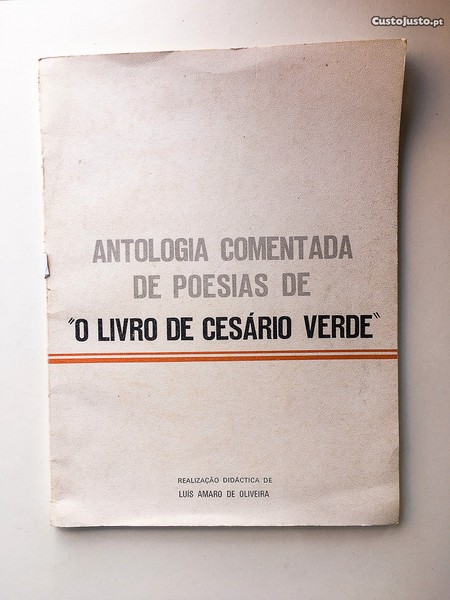 CustoJusto.pt
ANTOLOGIA COMENTADA
DE POESIAS DE
"O LIVRO DE CESÁRIO VERDE"
REALIZAÇÃO DIDÁCTICA DE
LUÍS AMARO DE OLIVEIRA